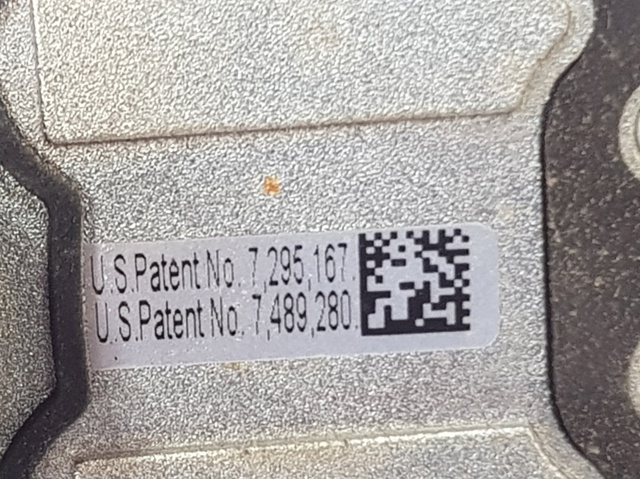 U.S.Patent No. 7,295,167.
U.S.Patent No. 7,489,280.